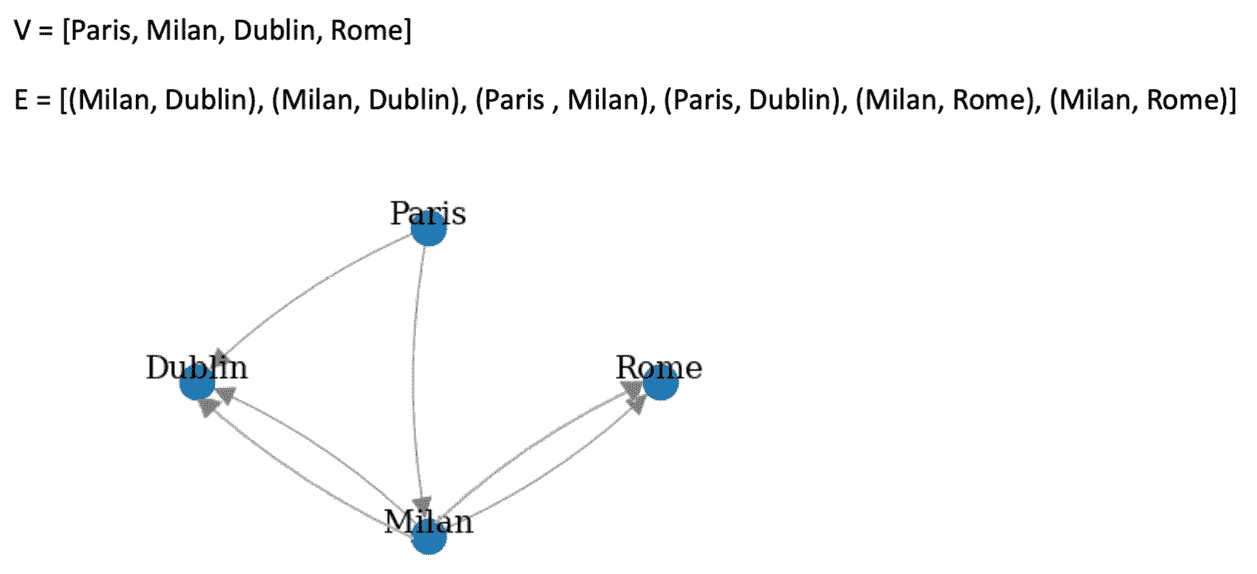 V = [Paris, Milan, Dublin, Rome]
E = [(Milan, Dublin), (Milan, Dublin), (Paris , Milan), (Paris, Dublin), (Milan, Rome), (Milan, Rome)]
Paris
Dublin
Rome
Milan